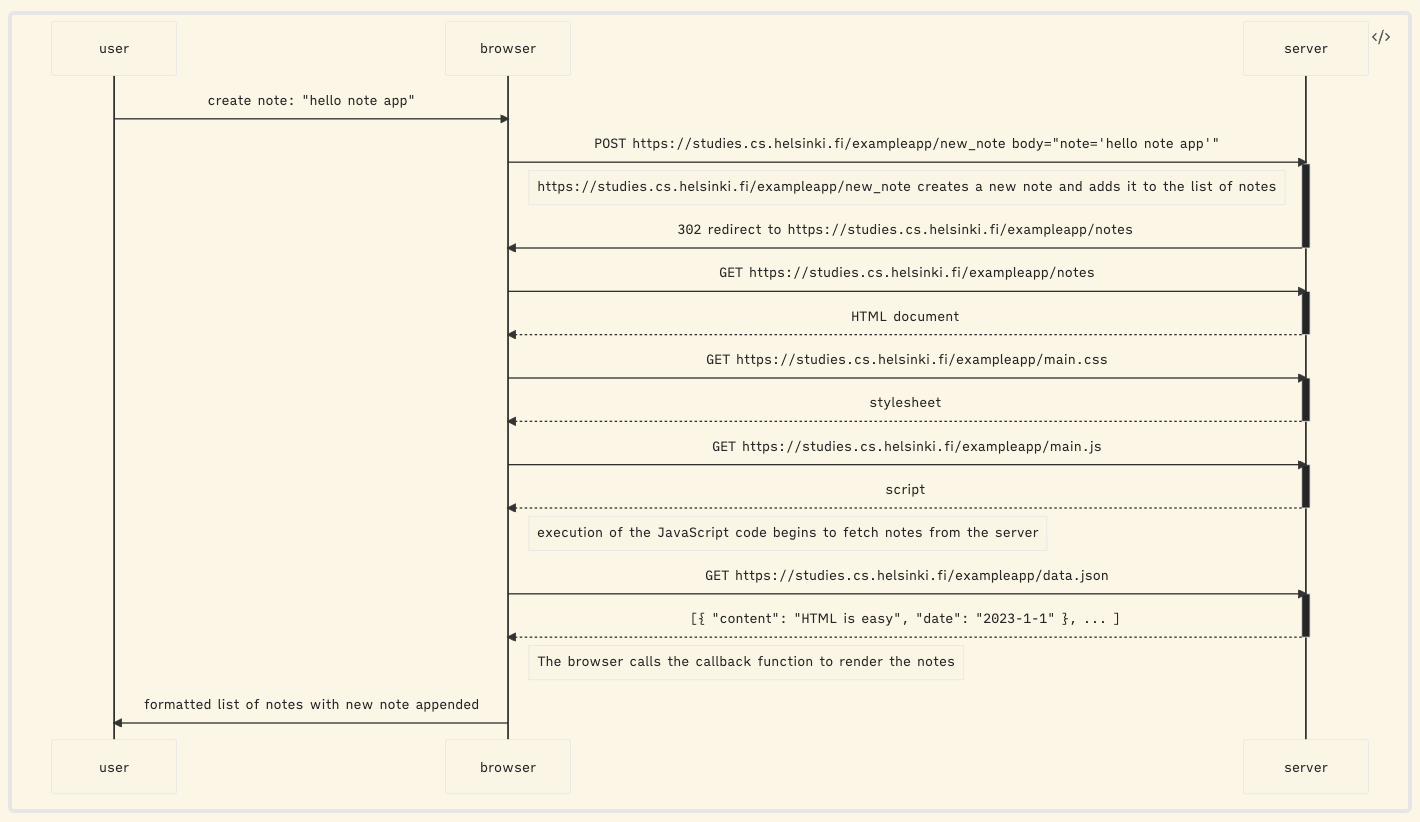 user
browser
server
</>
create note: "hello note app"
POST https://studies.cs.helsinki.fi/exampleapp/new_note body="note='hello note app'"
https://studies.cs.helsinki.fi/exampleapp/new_note creates a new note and adds it to the list of notes
302 redirect to https://studies.cs.helsinki.fi/exampleapp/notes
GET https://studies.cs.helsinki.fi/exampleapp/notes
HTML document
GET https://studies.cs.helsinki.fi/exampleapp/main.css
stylesheet
GET https://studies.cs.helsinki.fi/exampleapp/main.js
script
execution of the JavaScript code begins to fetch notes from the server
GET https://studies.cs.helsinki.fi/exampleapp/data.json
[{ "content": "HTML is easy", "date": "2023-1-1" }, ... ]
The browser calls the callback function to render the notes
formatted list of notes with new note appended
user
browser
server